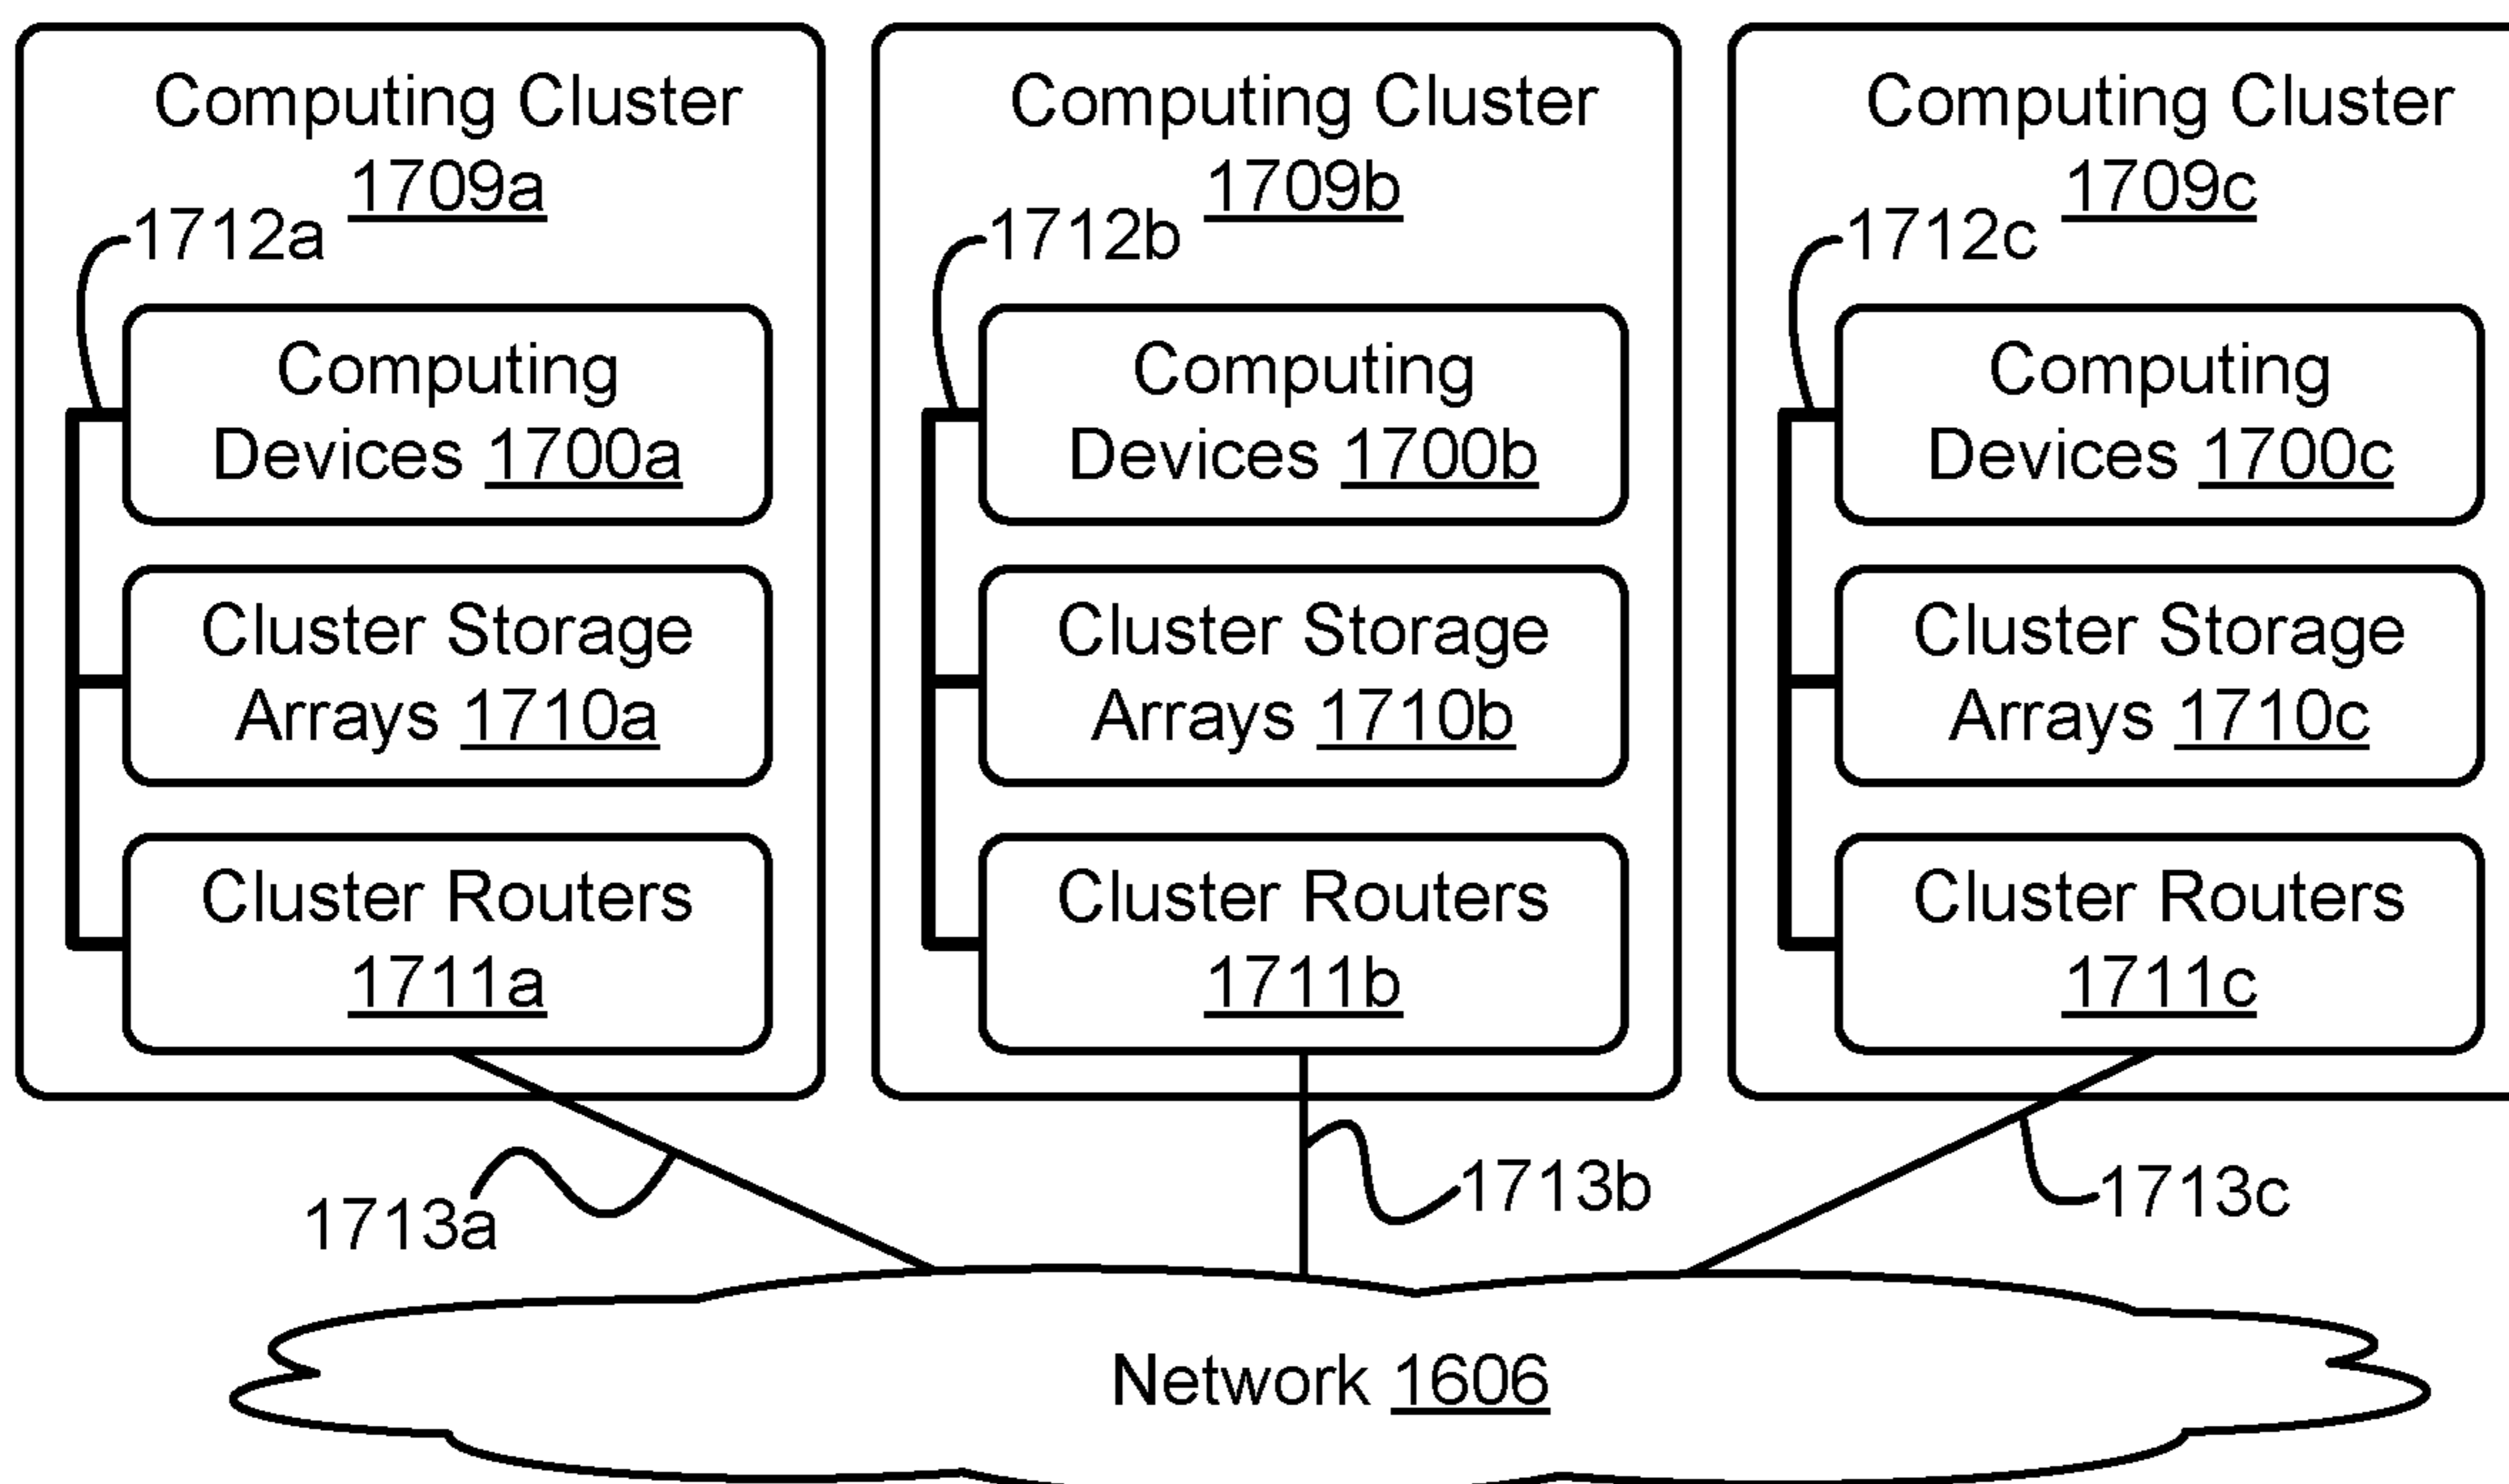 Computing Cluster
1709a
1712a
Computing
Devices 1700a
Cluster Storage
Arrays 1710a
Cluster Routers
1711a
Computing Cluster
1709b
1712b
Computing
Devices 1700b
Cluster Storage
Arrays 1710b
Cluster Routers
1711b
Computing Cluster
1709c
1712c
Computing
Devices 1700c
Cluster Storage
Arrays 1710c
Cluster Routers
1711c
1713a
1713b
1713c
Network 1606